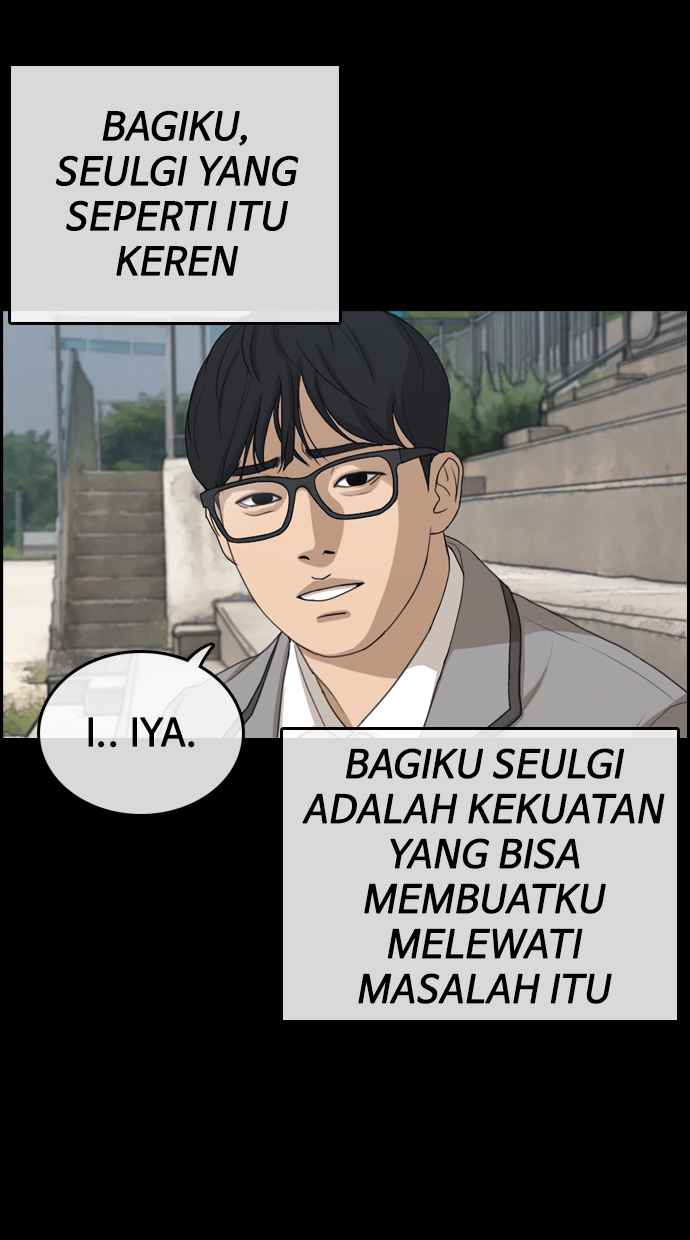 BAGIKU,
SEULGI YANG
SEPERTI ITU
KEREN
I.. IYA.
BAGIKU SEULGI
ADALAH KEKUATAN
YANG BISA
MEMBUATKU
MELEWATI
MASALAH ITU